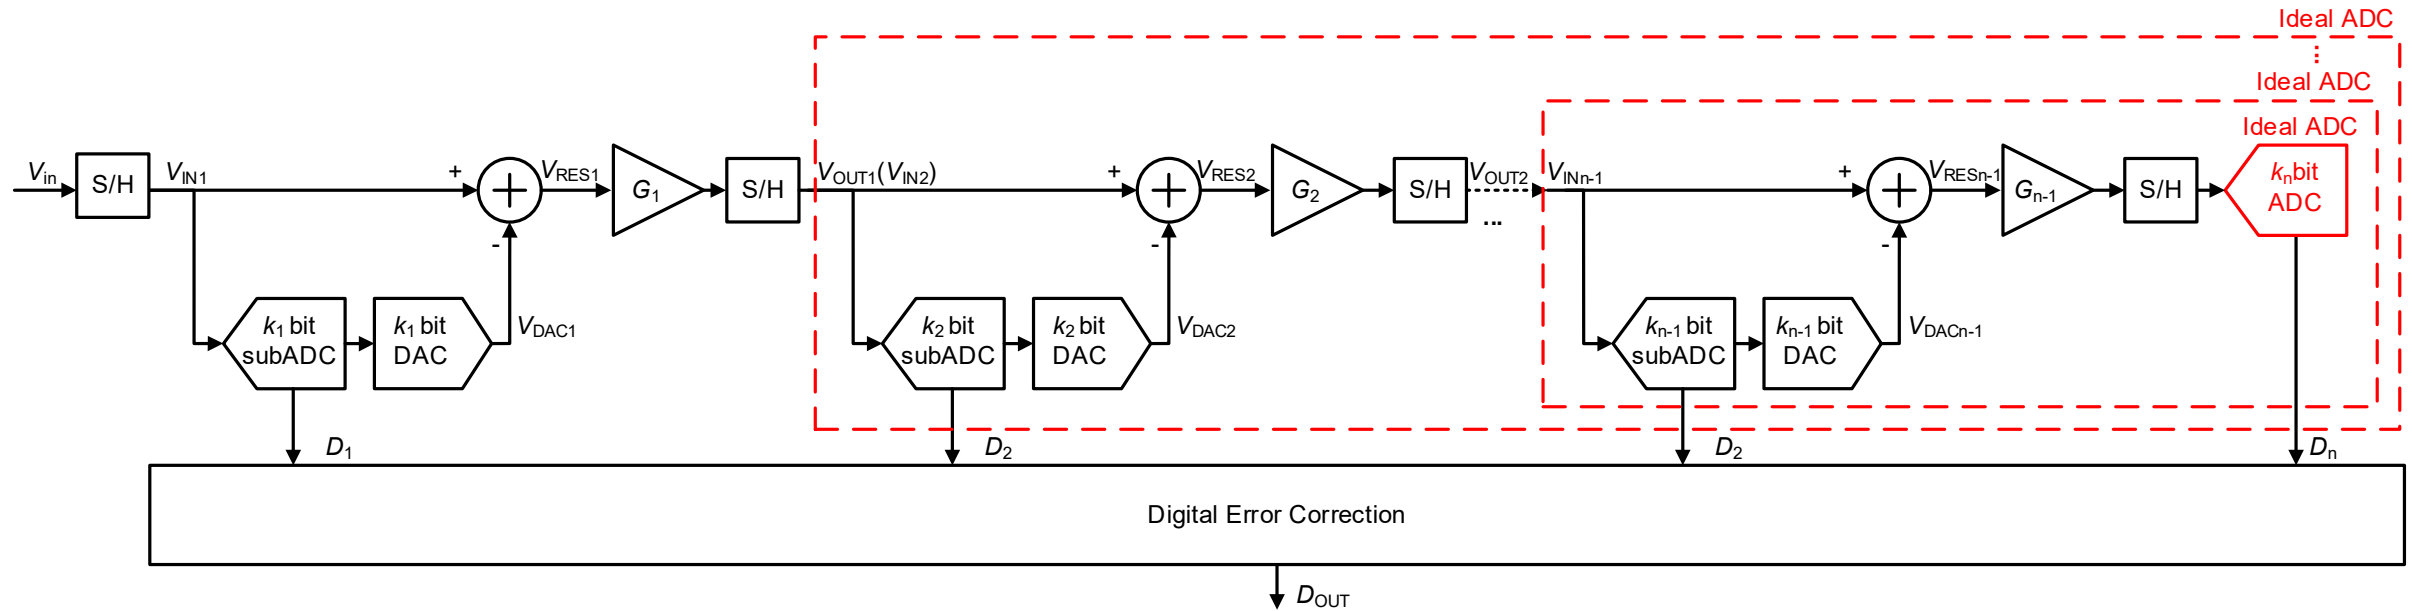 Ideal ADC
Ideal ADC
Ideal ADC
Vin
S/H
VIN1
+
VRES1
G1
S/H
VOUT1(VIN2)
+
VRES2
G2
S/H
VOUT2
...
VINn-1
+
VRESn-1
Gn-1
S/H
knbit
ADC
-
-
-
k1 bit
subADC
k1 bit
DAC
VDAC1
k2 bit
subADC
k2 bit
DAC
VDAC2
kn-1 bit
subADC
kn-1 bit
DAC
VDACn-1
D1
D2
D2
Dn
Digital Error Correction
DOUT